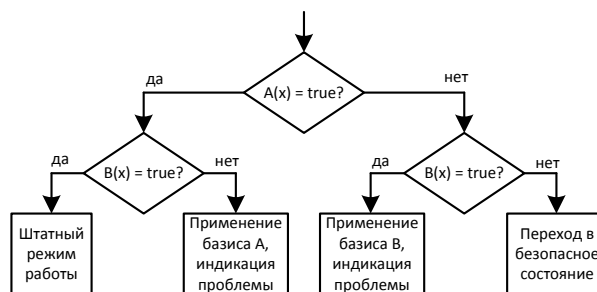 A(x) = true?
да
нет
B(x) = true?
B(x) = true?
да
нет
да
нет
Штатный
режим
работы
Применение
базиса A,
индикация
проблемы
Применение
базиса B,
индикация
проблемы
Переход в
безопасное
состояние